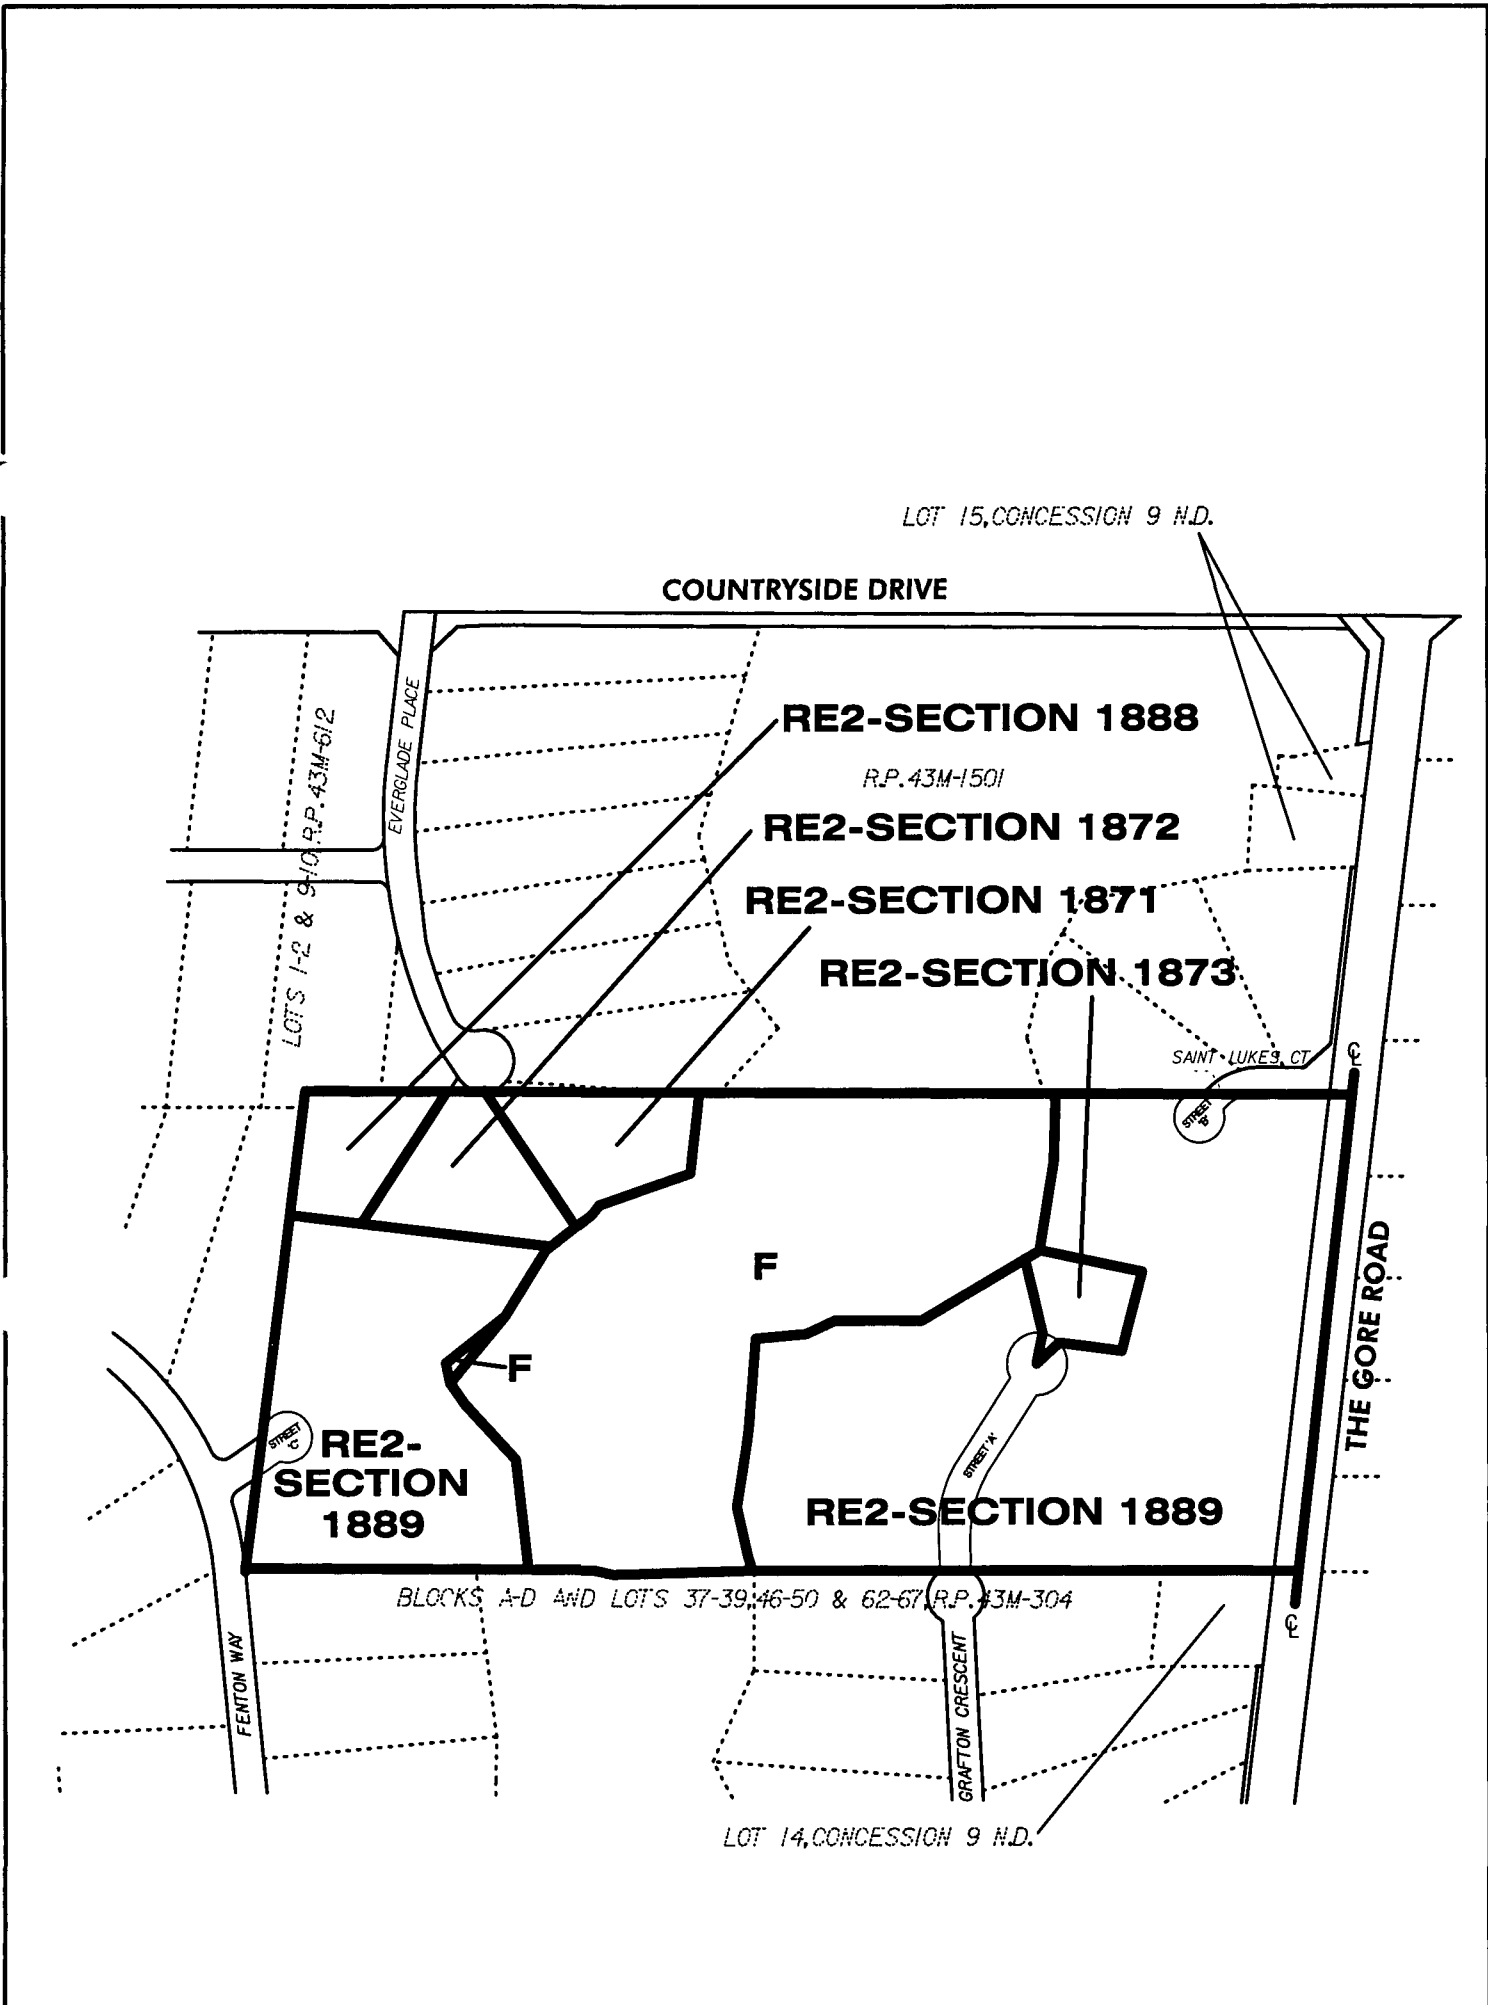 LOT 15, CONCESSION 9 N.D.
COUNTRYSIDE DRIVE
EVERGLADE PLACE
LOTS 1-2 & 9-10, R.P. 43M-612
RE2-SECTION 1888
R.P. 43M-1501
RE2-SECTION 1872
RE2-SECTION 1871
RE2-SECTION 1873
SAINT LUKES, CT
℄
STREET
'B'
F
F
THE GORE ROAD
STREET
'C'
RE2-
SECTION
1889
STREET 'A'
RE2-SECTION 1889
BLOCKS A-D AND LOTS 37-39, 46-50 & 62-67, R.P. 43M-304
℄
FENTON WAY
GRAFTON CRESCENT
LOT 14, CONCESSION 9 N.D.